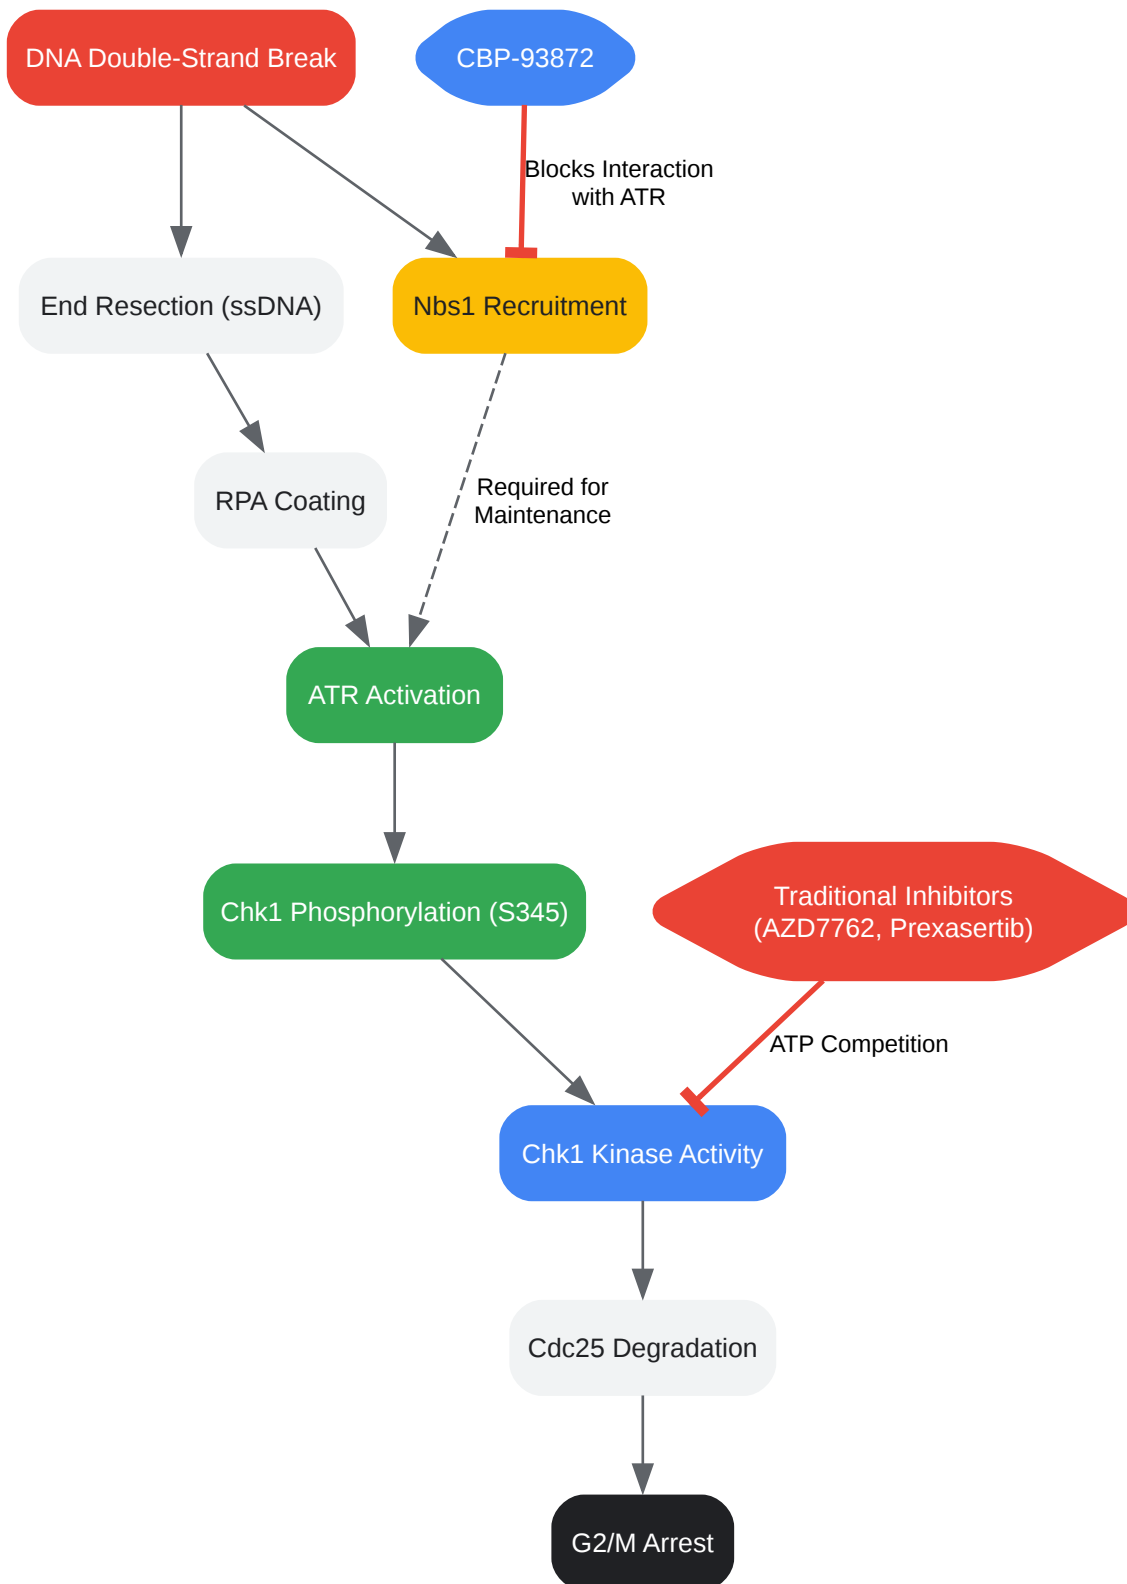 DNA Double-Strand Break
CBP-93872
Blocks Interaction
with ATR
End Resection (ssDNA)
Nbs1 Recruitment
RPA Coating
Required for
Maintenance
ATR Activation
Chk1 Phosphorylation (S345)
Traditional Inhibitors
(AZD7762, Prexasertib)
ATP Competition
Chk1 Kinase Activity
Cdc25 Degradation
G2/M Arrest